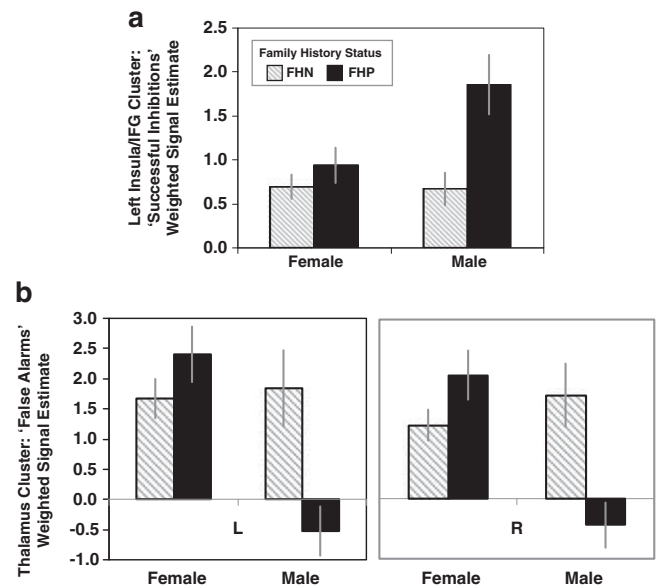 a
Left Insula/IFG Cluster:
'Successful Inhibitions'
Weighted Signal Estimate
2.5
2.0
1.5
1.0
0.5
0.0
Family History Status
FHN FHP
Female Male
b
Thalamus Cluster: 'False Alarms'
Weighted Signal Estimate
3.0
2.5
2.0
1.5
1.0
0.5
0.0
-0.5
-1.0
L R
Female Male Female Male